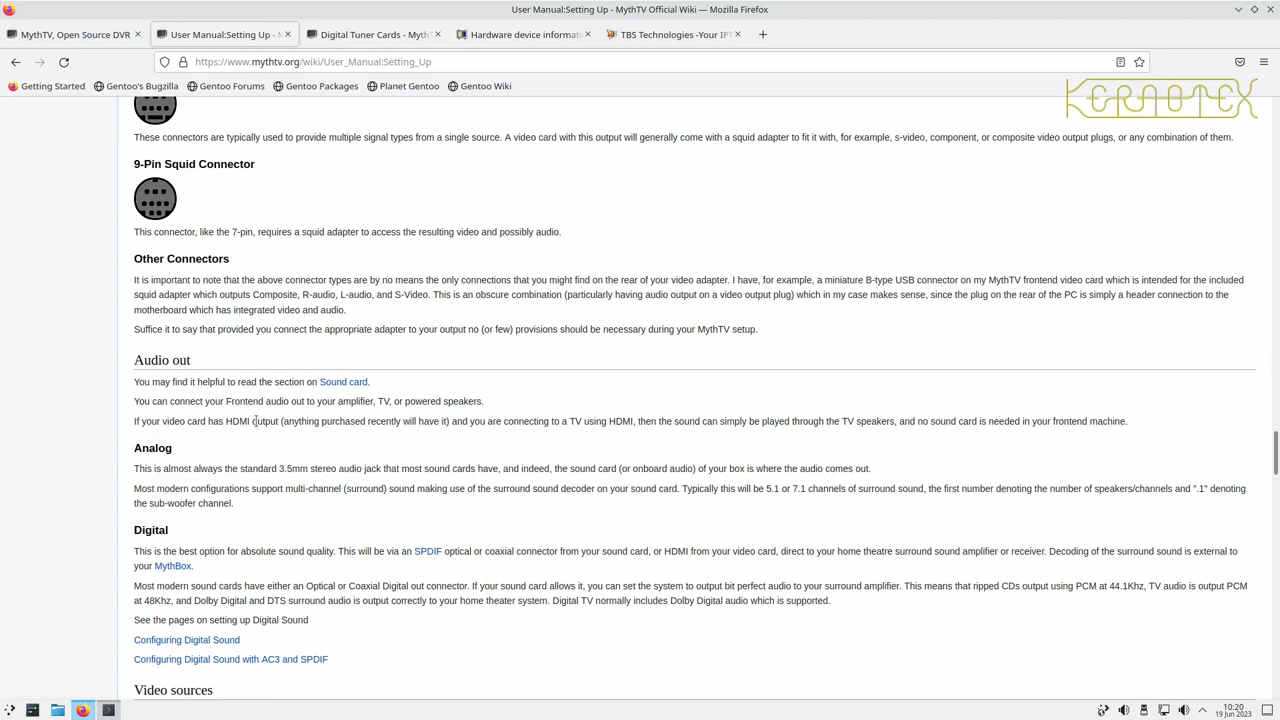 User Manual:Setting Up - MythTV Official Wiki — Mozilla Firefox
MythTV, Open Source DVR
User Manual:Setting Up - M
Digital Tuner Cards - MythT
Hardware device informati
TBS Technologies -Your IPT
https://www.mythtv.org/wiki/User_Manual:Setting_Up
Getting Started
Gentoo's Bugzilla
Gentoo Forums
Gentoo Packages
Planet Gentoo
Gentoo Wiki
KERNOTEX
These connectors are typically used to provide multiple signal types from a single source. A video card with this output will generally come with a squid adapter to fit it with, for example, s-video, component, or composite video output plugs, or any combination of them.
9-Pin Squid Connector
This connector, like the 7-pin, requires a squid adapter to access the resulting video and possibly audio.
Other Connectors
It is important to note that the above connector types are by no means the only connections that you might find on the rear of your video adapter. I have, for example, a miniature B-type USB connector on my MythTV frontend video card which is intended for the included
squid adapter which outputs Composite, R-audio, L-audio, and S-Video. This is an obscure combination (particularly having audio output on a video output plug) which in my case makes sense, since the plug on the rear of the PC is simply a header connection to the
motherboard which has integrated video and audio.
Suffice it to say that provided you connect the appropriate adapter to your output no (or few) provisions should be necessary during your MythTV setup.
Audio out
You may find it helpful to read the section on Sound card.
You can connect your Frontend audio out to your amplifier, TV, or powered speakers.
If your video card has HDMI output (anything purchased recently will have it) and you are connecting to a TV using HDMI, then the sound can simply be played through the TV speakers, and no sound card is needed in your frontend machine.
Analog
This is almost always the standard 3.5mm stereo audio jack that most sound cards have, and indeed, the sound card (or onboard audio) of your box is where the audio comes out.
Most modern configurations support multi-channel (surround) sound making use of the surround sound decoder on your sound card. Typically this will be 5.1 or 7.1 channels of surround sound, the first number denoting the number of speakers/channels and ".1" denoting
the sub-woofer channel.
Digital
This is the best option for absolute sound quality. This will be via an SPDIF optical or coaxial connector from your sound card, or HDMI from your video card, direct to your home theatre surround sound amplifier or receiver. Decoding of the surround sound is external to
your MythBox.
Most modern sound cards have either an Optical or Coaxial Digital out connector. If your sound card allows it, you can set the system to output bit perfect audio to your surround amplifier. This means that ripped CDs output using PCM at 44.1Khz, TV audio is output PCM
at 48Khz, and Dolby Digital and DTS surround audio is output correctly to your home theater system. Digital TV normally includes Dolby Digital audio which is supported.
See the pages on setting up Digital Sound
Configuring Digital Sound
Configuring Digital Sound with AC3 and SPDIF
Video sources
10:20
19 Jun 2023